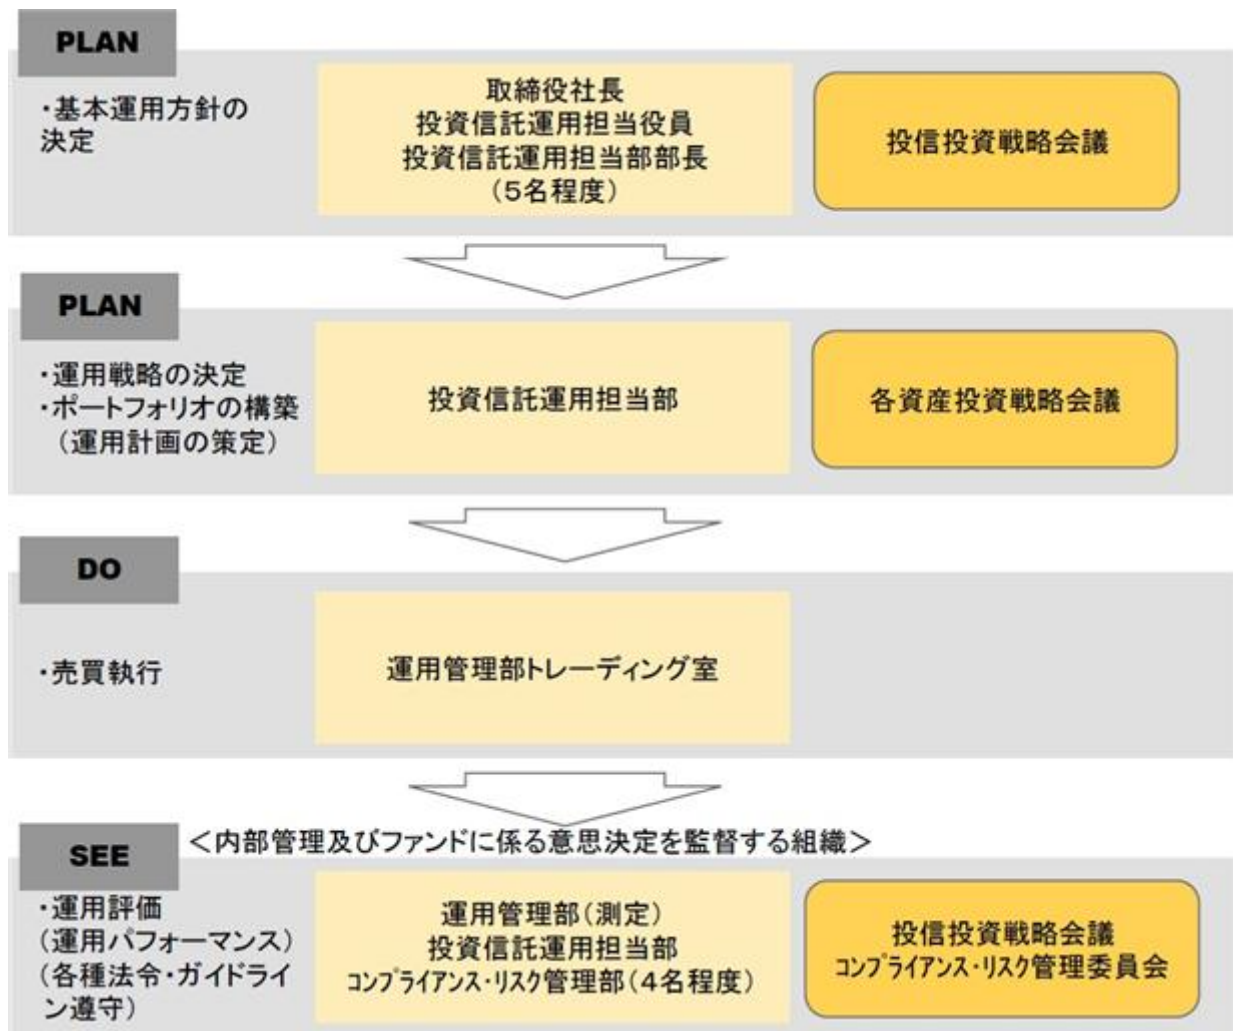 PLAN
・基本運用方針の
決定
取締役社長
投資信託運用担当役員
投資信託運用担当部部長
（５名程度）
投信投資戦略会議
PLAN
・運用戦略の決定
・ポートフォリオの構築
（運用計画の策定）
投資信託運用担当部
各資産投資戦略会議
DO
・売買執行
運用管理部トレーディング室
SEE
＜内部管理及びファンドに係る意思決定を監督する組織＞
・運用評価
(運用パフォーマンス)
(各種法令・ガイドライ
ン遵守)
運用管理部（測定）
投資信託運用担当部
ｺﾝﾌﾟﾗｲｱﾝｽ・ﾘｽｸ管理部（４名程度）
投信投資戦略会議
ｺﾝﾌﾟﾗｲｱﾝｽ・ﾘｽｸ管理委員会